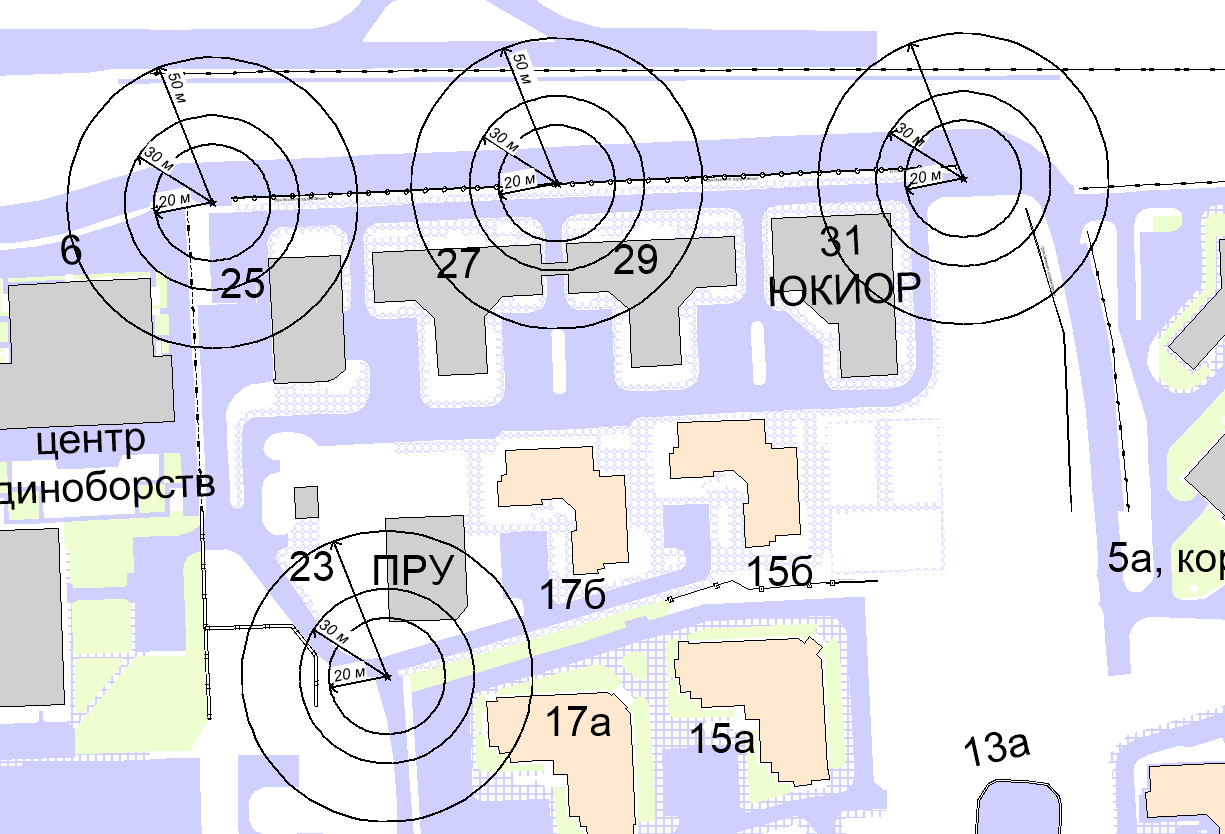 50 м
50 м
30 м
30 м
30 м
20 м
20 м
20 м
6
25
27
29
31
ЮКИОР
центр
диноборств
23
ПРУ
17б
15б
5а, кор
30 м
20 м
17а
15а
13а